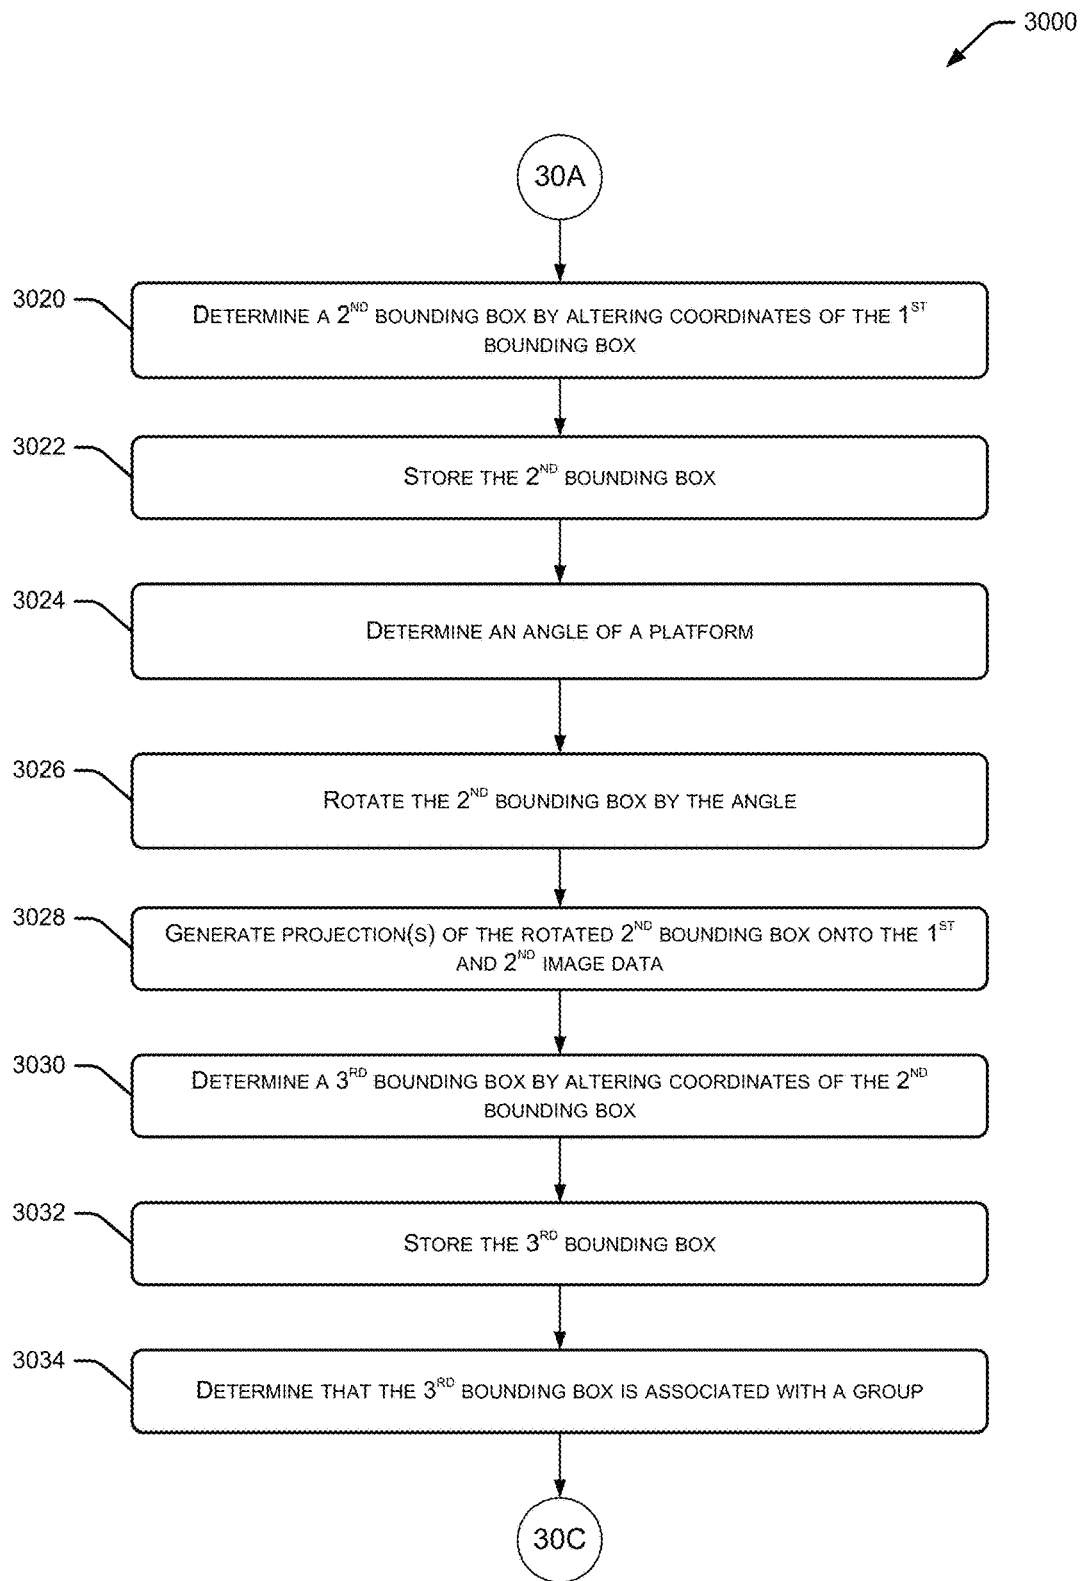 3000
30A
3020
DETERMINE A 2ND BOUNDING BOX BY ALTERING COORDINATES OF THE 1ST
BOUNDING BOX
3022
STORE THE 2ND BOUNDING BOX
3024
DETERMINE AN ANGLE OF A PLATFORM
3026
ROTATE THE 2ND BOUNDING BOX BY THE ANGLE
3028
GENERATE PROJECTION(S) OF THE ROTATED 2ND BOUNDING BOX ONTO THE 1ST
AND 2ND IMAGE DATA
3030
DETERMINE A 3RD BOUNDING BOX BY ALTERING COORDINATES OF THE 2ND
BOUNDING BOX
3032
STORE THE 3RD BOUNDING BOX
3034
DETERMINE THAT THE 3RD BOUNDING BOX IS ASSOCIATED WITH A GROUP
30C